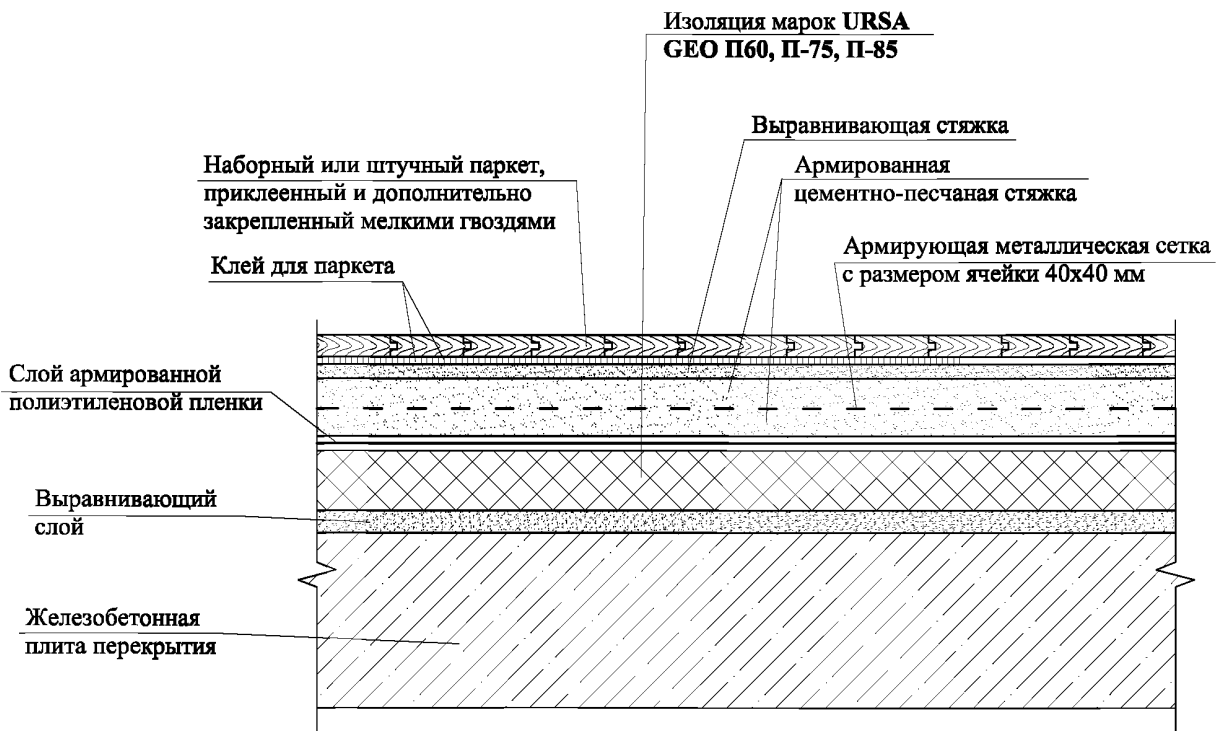 Изоляция марок URSA
GEO П60, П-75, П-85
Выравнивающая стяжка
Наборный или штучный паркет,
приклеенный и дополнительно
закрепленный мелкими гвоздями
Армированная
цементно-песчаная стяжка
Клей для паркета
Армирующая металлическая сетка
с размером ячейки 40х40 мм
Слой армированной
полиэтиленовой пленки
Выравнивающий
слой
Железобетонная
плита перекрытия